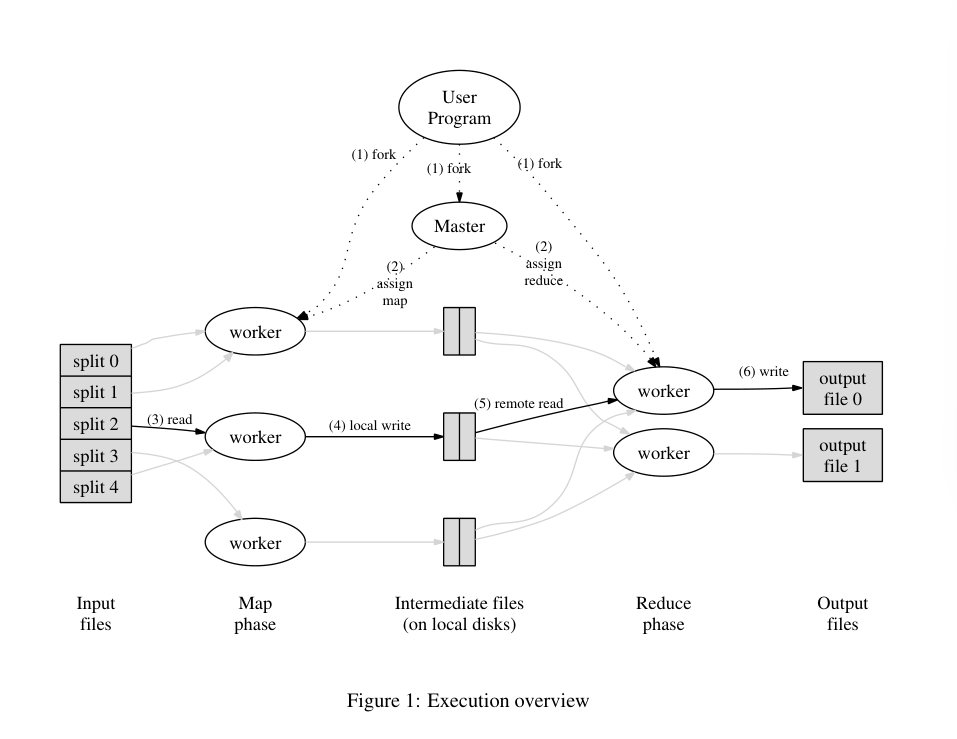 User
Program
(1) fork
(1) fork
(1) fork
Master
(2)
assign
map
(2)
assign
reduce
split 0
split 1
split 2
split 3
split 4
(3) read
worker
worker
worker
(4) local write
(5) remote read
worker
worker
(6) write
output
file 0
output
file 1
Input
files
Map
phase
Intermediate files
(on local disks)
Reduce
phase
Output
files
Figure 1: Execution overview